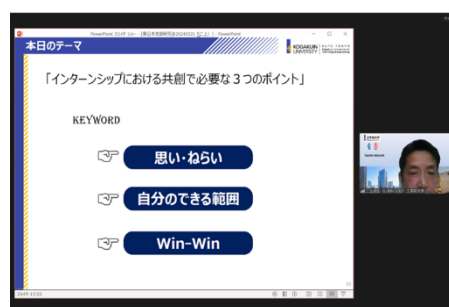 本日のテーマ
KOGAKUIN
UNIVERSITY
「インターンシップにおける共創で必要な3つのポイント」
KEYWORD
思い・ねらい
自分のできる範囲
Win-Win